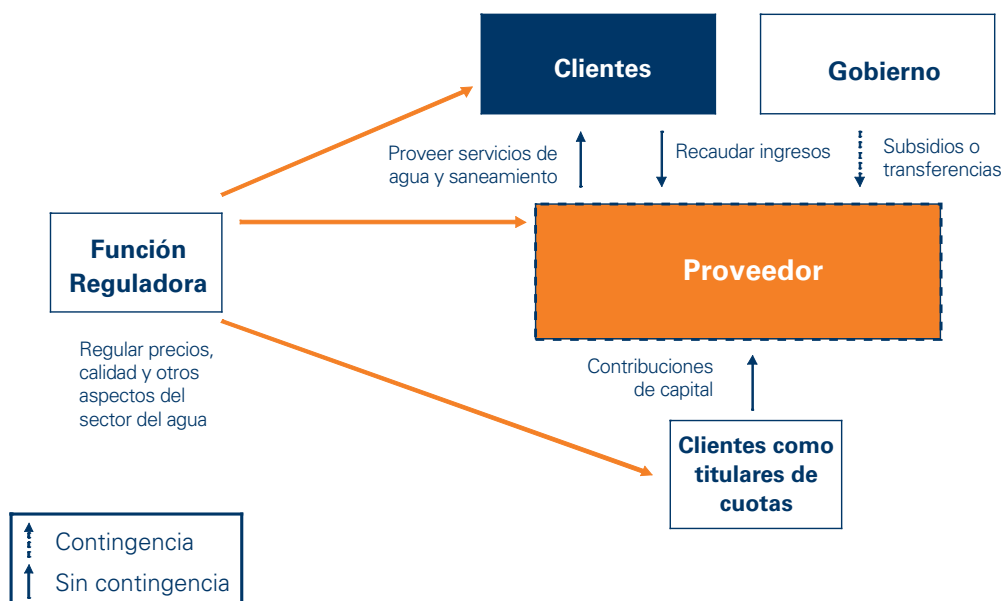 Clientes
Gobierno
Proveer servicios de
agua y saneamiento
Recaudar ingresos
Subsidios o
transferencias
Función
Reguladora
Proveedor
Regular precios,
calidad y otros
aspectos del
sector del agua
Contribuciones
de capital
Clientes como
titulares de
cuotas
Contingencia
Sin contingencia